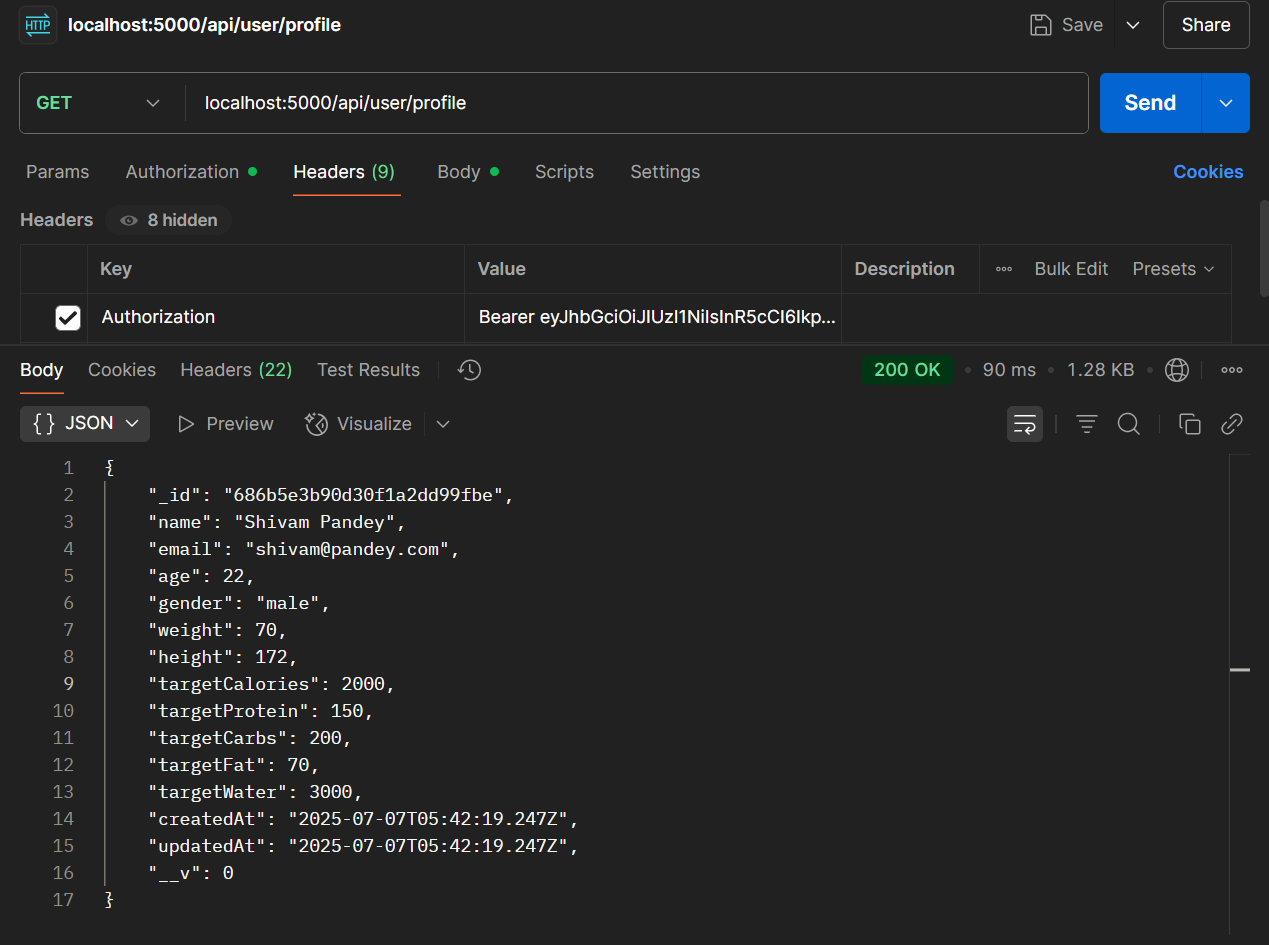 HTTP localhost:5000/api/user/profile Save Share
GET localhost:5000/api/user/profile Send
Params Authorization Headers (9) Body Scripts Settings Cookies
Headers 8 hidden
Key Value Description Bulk Edit Presets
Authorization Bearer eyJhbGciOiJIUzI1NiIsInR5cCI6Ikp...
Body Cookies Headers (22) Test Results 200 OK 90 ms 1.28 KB
{} JSON Preview Visualize
1 {
2 "_id": "686b5e3b90d30f1a2dd99fbe",
3 "name": "Shivam Pandey",
4 "email": "shivam@pandey.com",
5 "age": 22,
6 "gender": "male",
7 "weight": 70,
8 "height": 172,
9 "targetCalories": 2000,
10 "targetProtein": 150,
11 "targetCarbs": 200,
12 "targetFat": 70,
13 "targetWater": 3000,
14 "createdAt": "2025-07-07T05:42:19.247Z",
15 "updatedAt": "2025-07-07T05:42:19.247Z",
16 "__v": 0
17 }